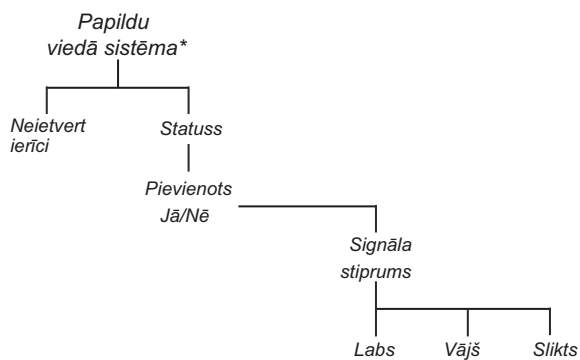 Papildu
viedā sistēma*
Neietvert
ierīci
Statuss
Pievienots
Jā/Nē
Signāla
stiprums
Labs
Vājš
Slikts